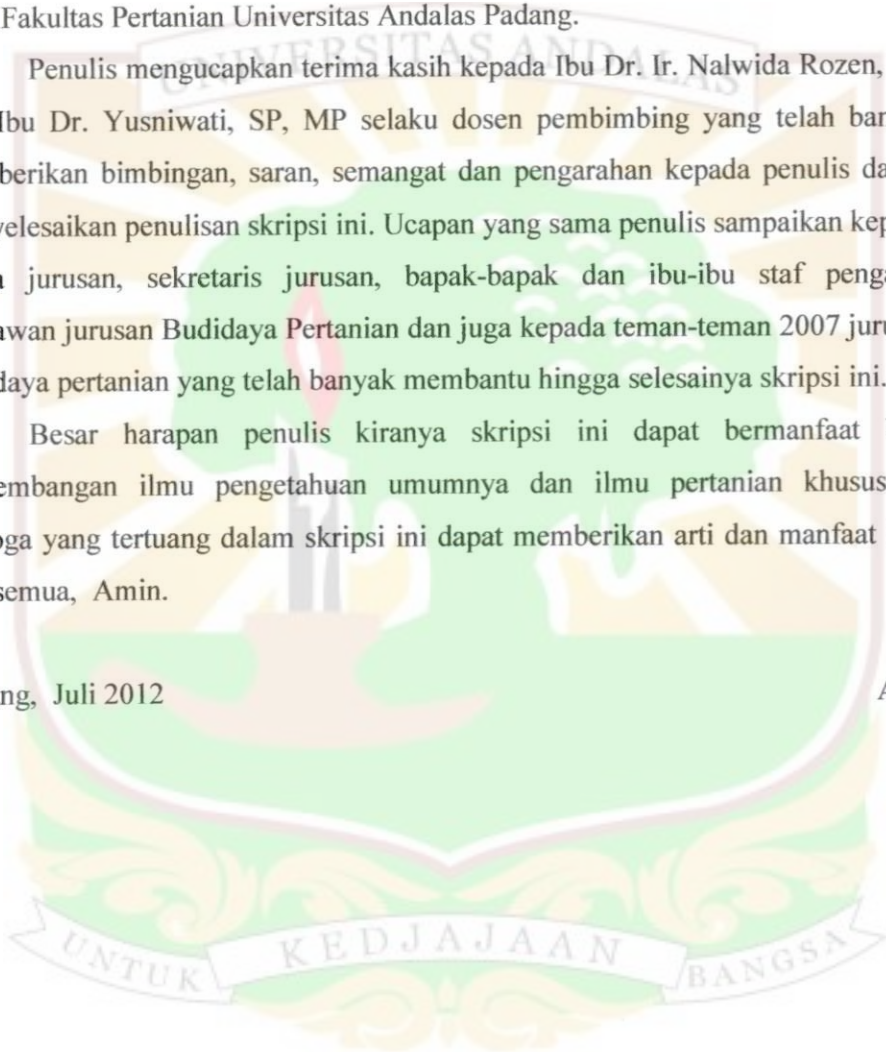 Fakultas Pertanian Universitas Andalas Padang.
UNIVERSITAS ANDALAS
Penulis mengucapkan terima kasih kepada Ibu Dr. Ir. Nalwida Rozen,
Ibu Dr. Yusniwati, SP, MP selaku dosen pembimbing yang telah ban
berikan bimbingan, saran, semangat dan pengarahan kepada penulis da
yelesaikan penulisan skripsi ini. Ucapan yang sama penulis sampaikan kep
a jurusan, sekretaris jurusan, bapak-bapak dan ibu-ibu staf penga
awan jurusan Budidaya Pertanian dan juga kepada teman-teman 2007 juru
daya pertanian yang telah banyak membantu hingga selesainya skripsi ini.
Besar harapan penulis kiranya skripsi ini dapat bermanfaat
embangan ilmu pengetahuan umumnya dan ilmu pertanian khusus
oga yang tertuang dalam skripsi ini dapat memberikan arti dan manfaat
semua, Amin.
ng, Juli 2012 A
UNTUK KEDJAJAAN BANGSA